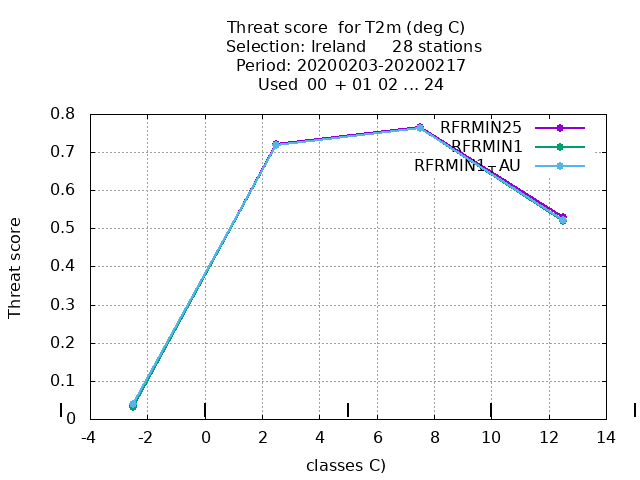 Threat score  for T2m (deg C)
Selection: Ireland     28 stations
Period: 20200203-20200217
Used  00  + 01 02 ... 24
Threat score
0.8
0.7
0.6
0.5
0.4
0.3
0.2
0.1
0
RFRMIN25
RFRMIN1
RFRMIN1_AU
-4 -2 0 2 4 6 8 10 12 14
classes C)